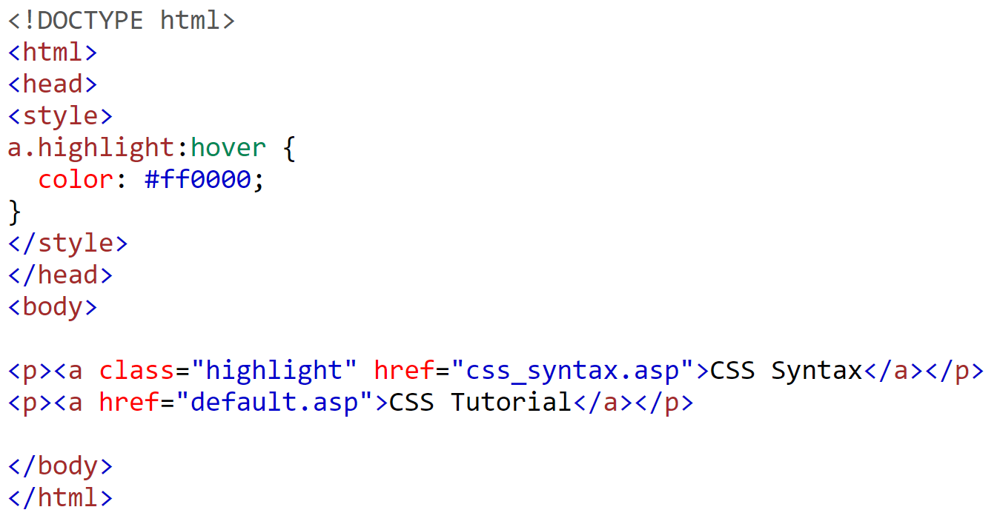 <!DOCTYPE html>
<html>
<head>
<style>
a.highlight:hover {
  color: #ff0000;
}
</style>
</head>
<body>

<p><a class="highlight" href="css_syntax.asp">CSS Syntax</a></p>
<p><a href="default.asp">CSS Tutorial</a></p>

</body>
</html>